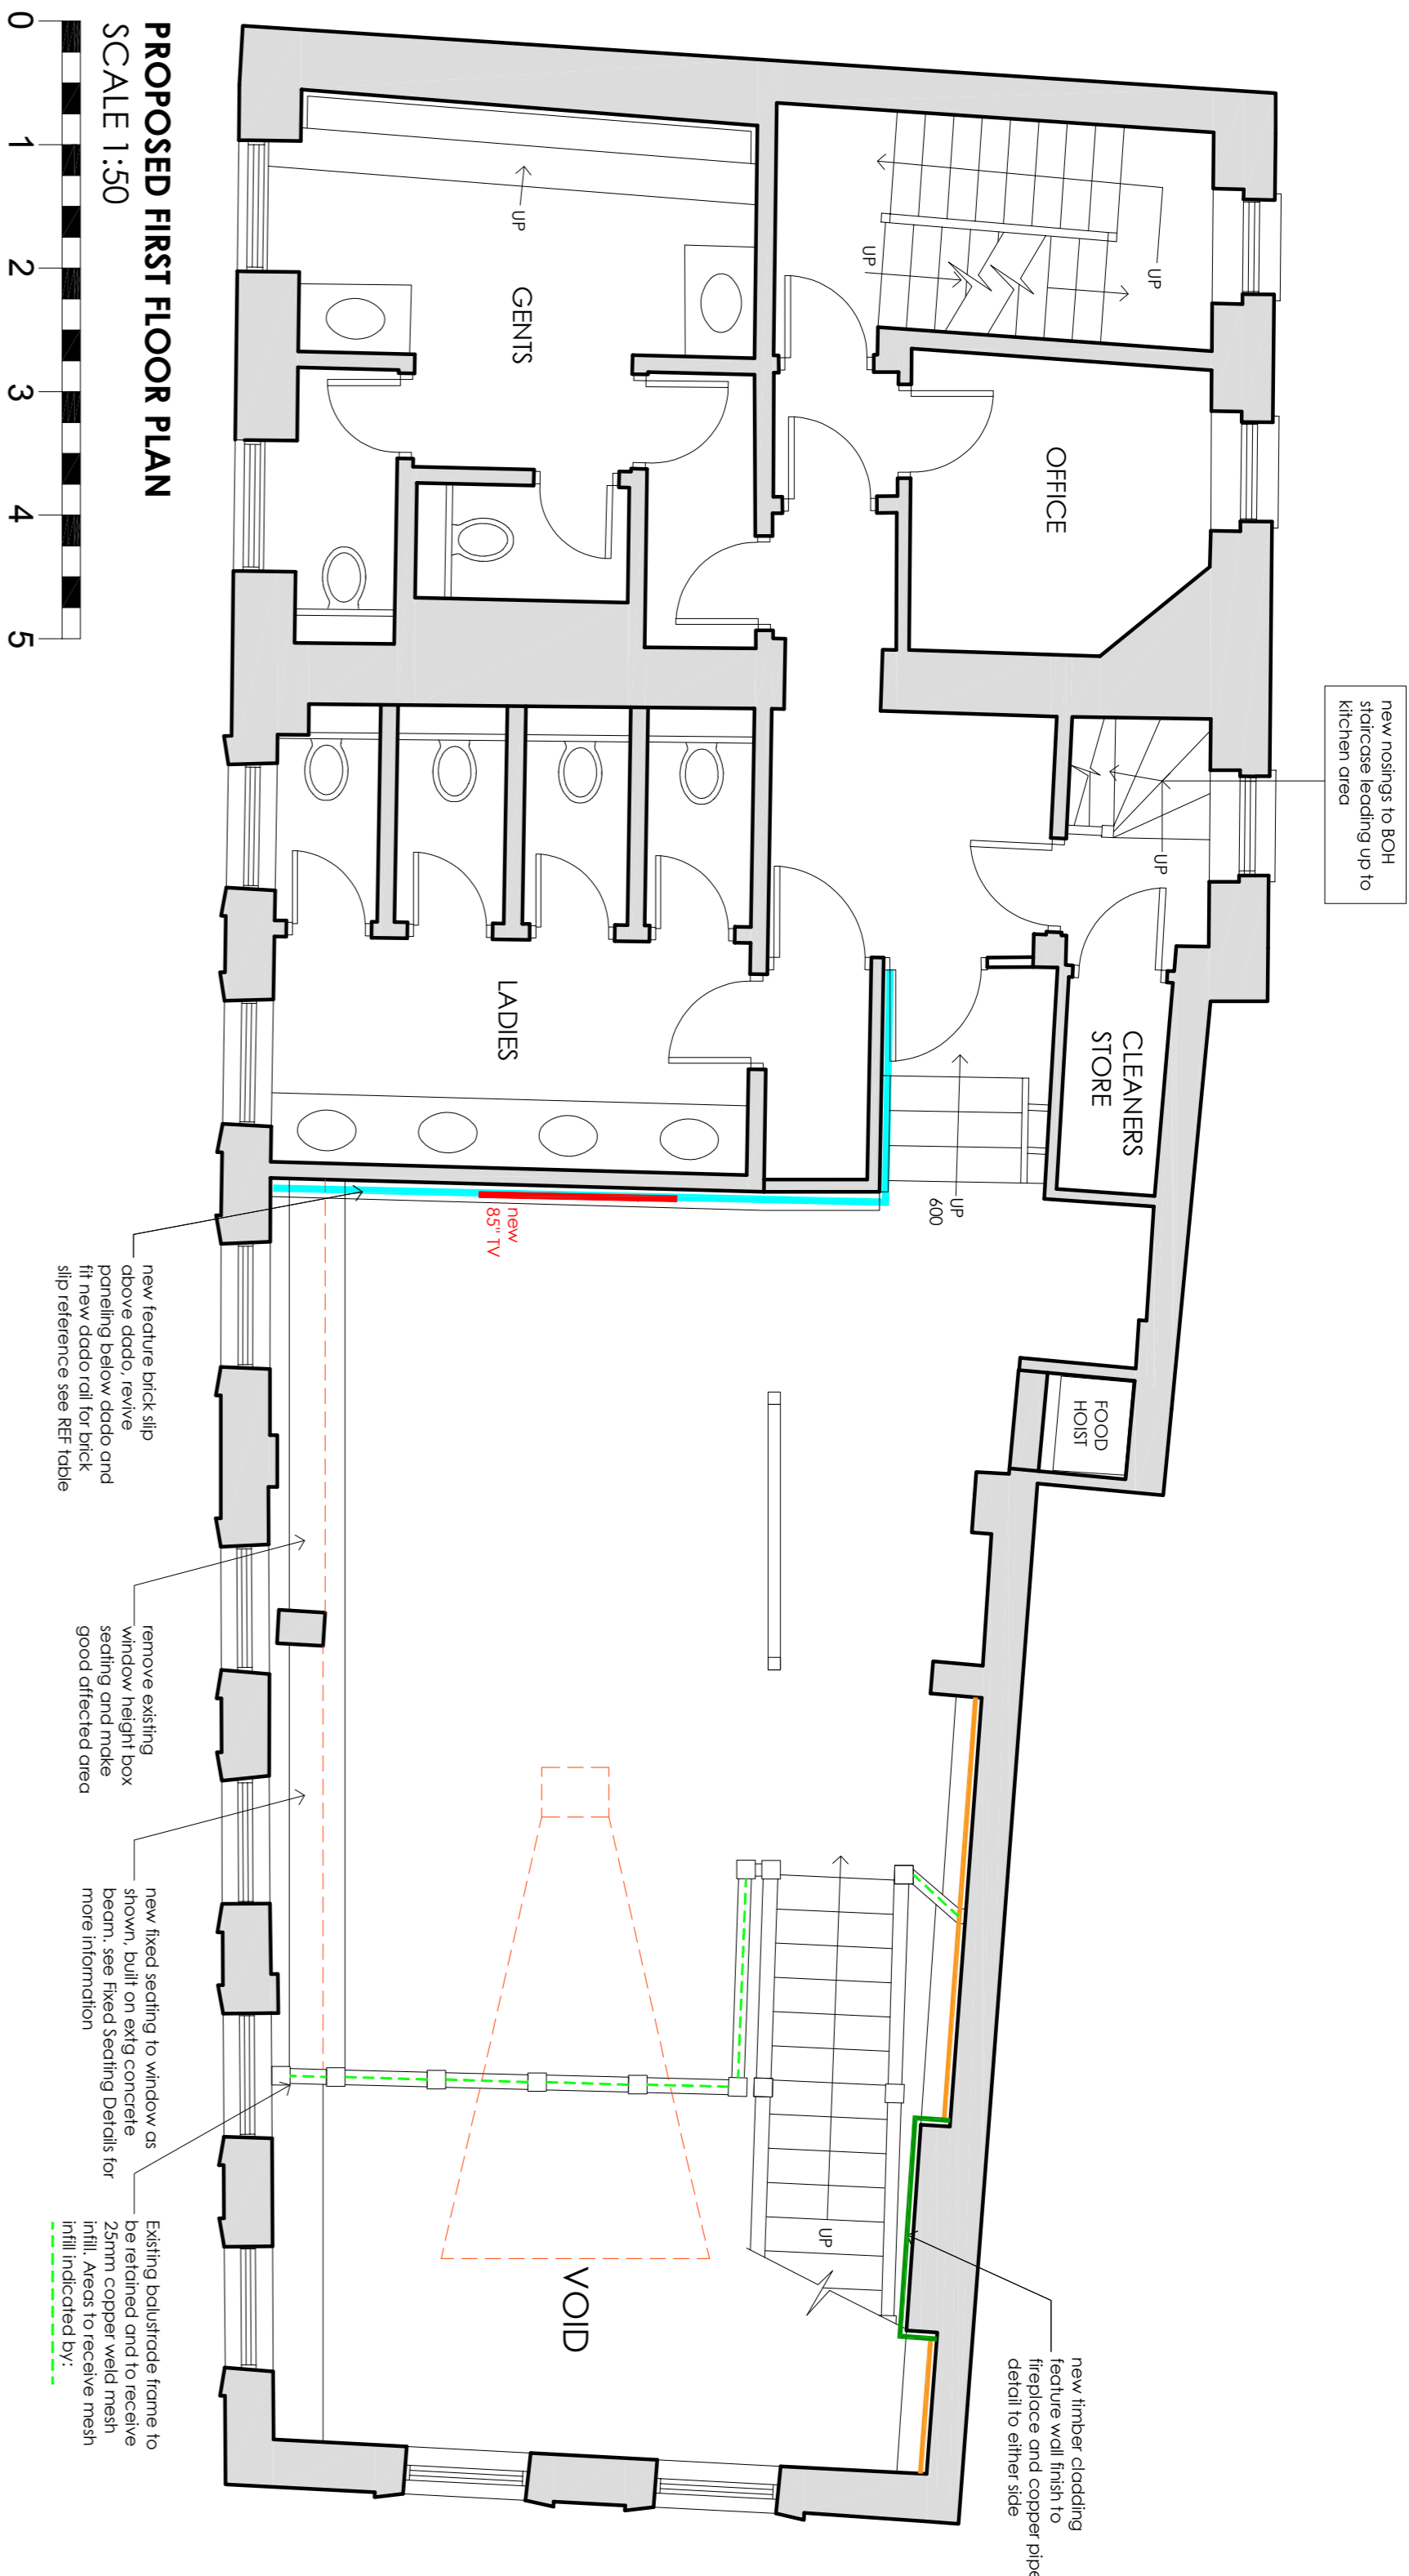 PROPOSED FIRST FLOOR PLAN
SCALE 1:50
0 1 2 3 4 5
new nosings to BOH
staircase leading up to
kitchen area
UP
UP
UP
OFFICE
UP
GENTS
UP
CLEANERS
STORE
LADIES
UP
600
new
85" TV
FOOD
HOIST
UP
VOID
new timber cladding
feature wall finish to
fireplace and copper pipe
detail to either side
new feature brick slip
above dado, revive
paneling below dado and
fit new dado rail for brick
slip reference see REF table
remove existing
window height box
seating and make
good affected area
new fixed seating to window as
shown, built on extg concrete
beam. see Fixed Seating Details for
more information
Existing balustrade frame to
be retained and to receive
25mm copper weld mesh
infill. Areas to receive mesh
infill indicated by: